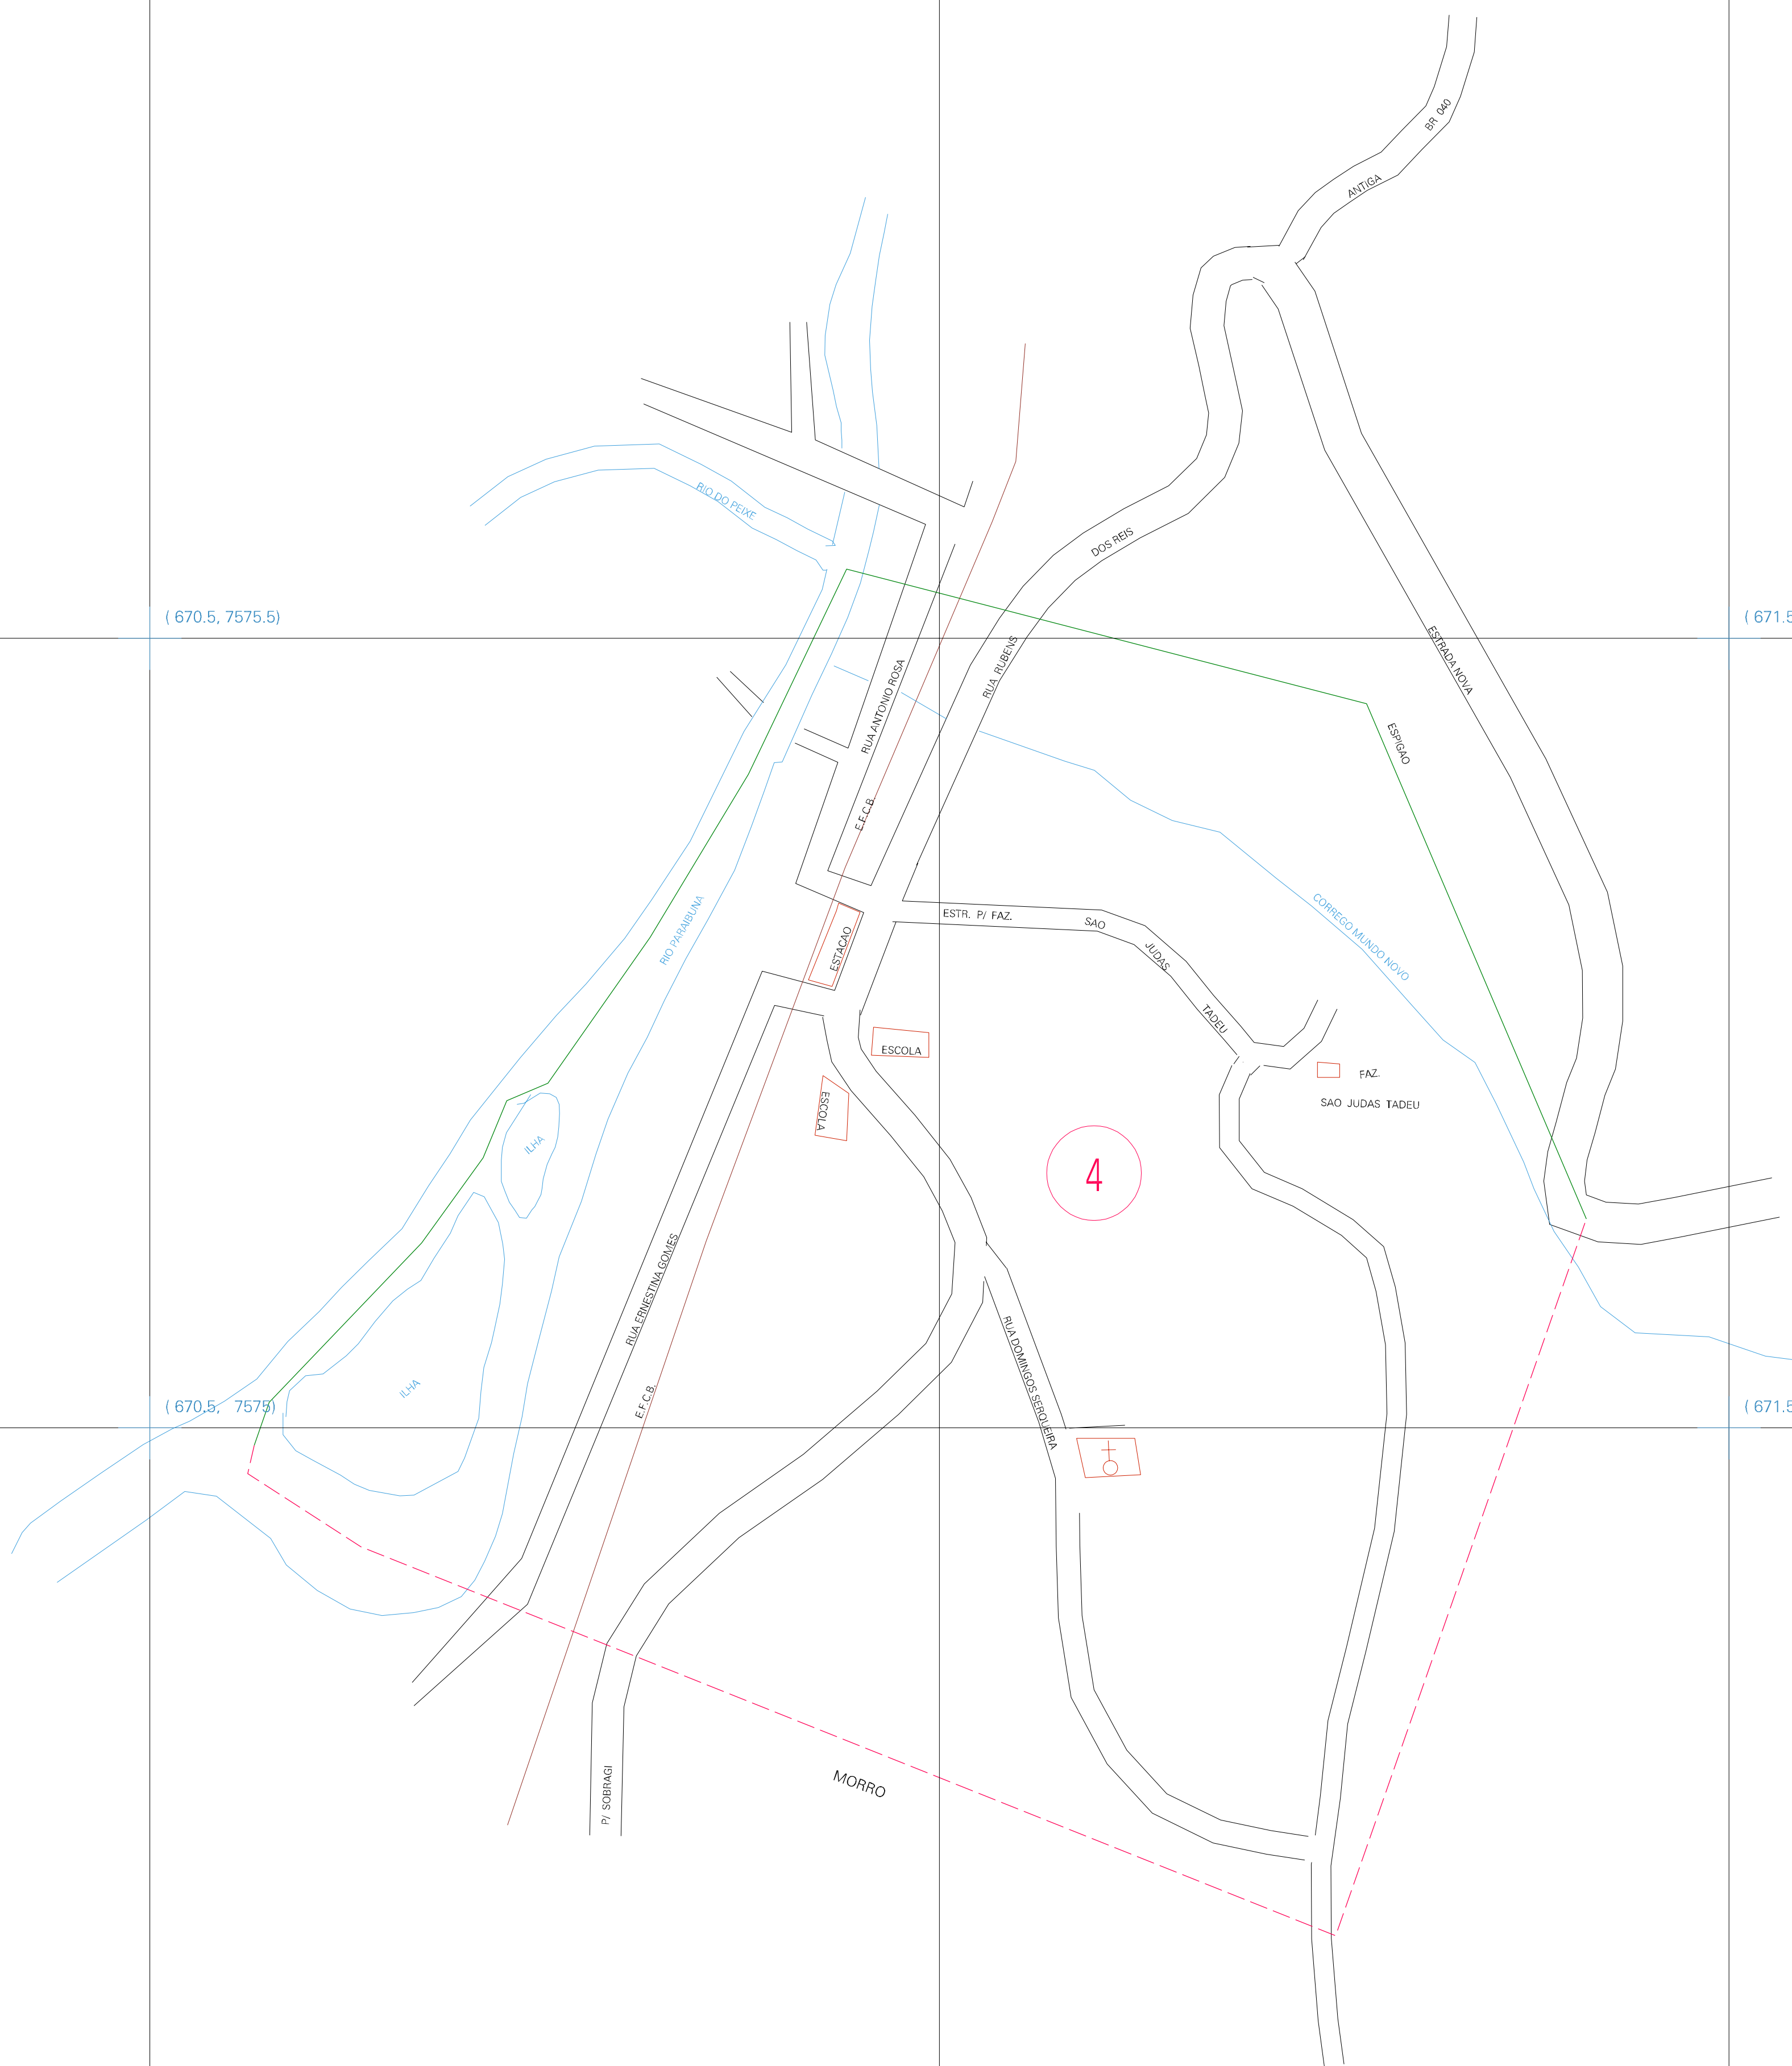 BR 040
ANTIGA
RIO DO PEIXE
DOS REIS
( 670.5, 7575.5)
( 671.5
RUA RUBENS
ESTRADA NOVA
RUA ANTONIO ROSA
ESPIGAO
E.F.C.B.
RIO PARAIBUNA
ESTR. P/ FAZ.
SAO
JUDAS
TADEU
CORREGO MUNDO NOVO
ESTACAO
ESCOLA
ESCOLA
FAZ.
SAO JUDAS TADEU
ILHA
4
RUA ERNESTINA GOMES
RUA DOMINGOS SERQUEIRA
ILHA
E.F.C.B.
( 670.5, 7575)
( 671.5
P/ SOBRAGI
MORRO